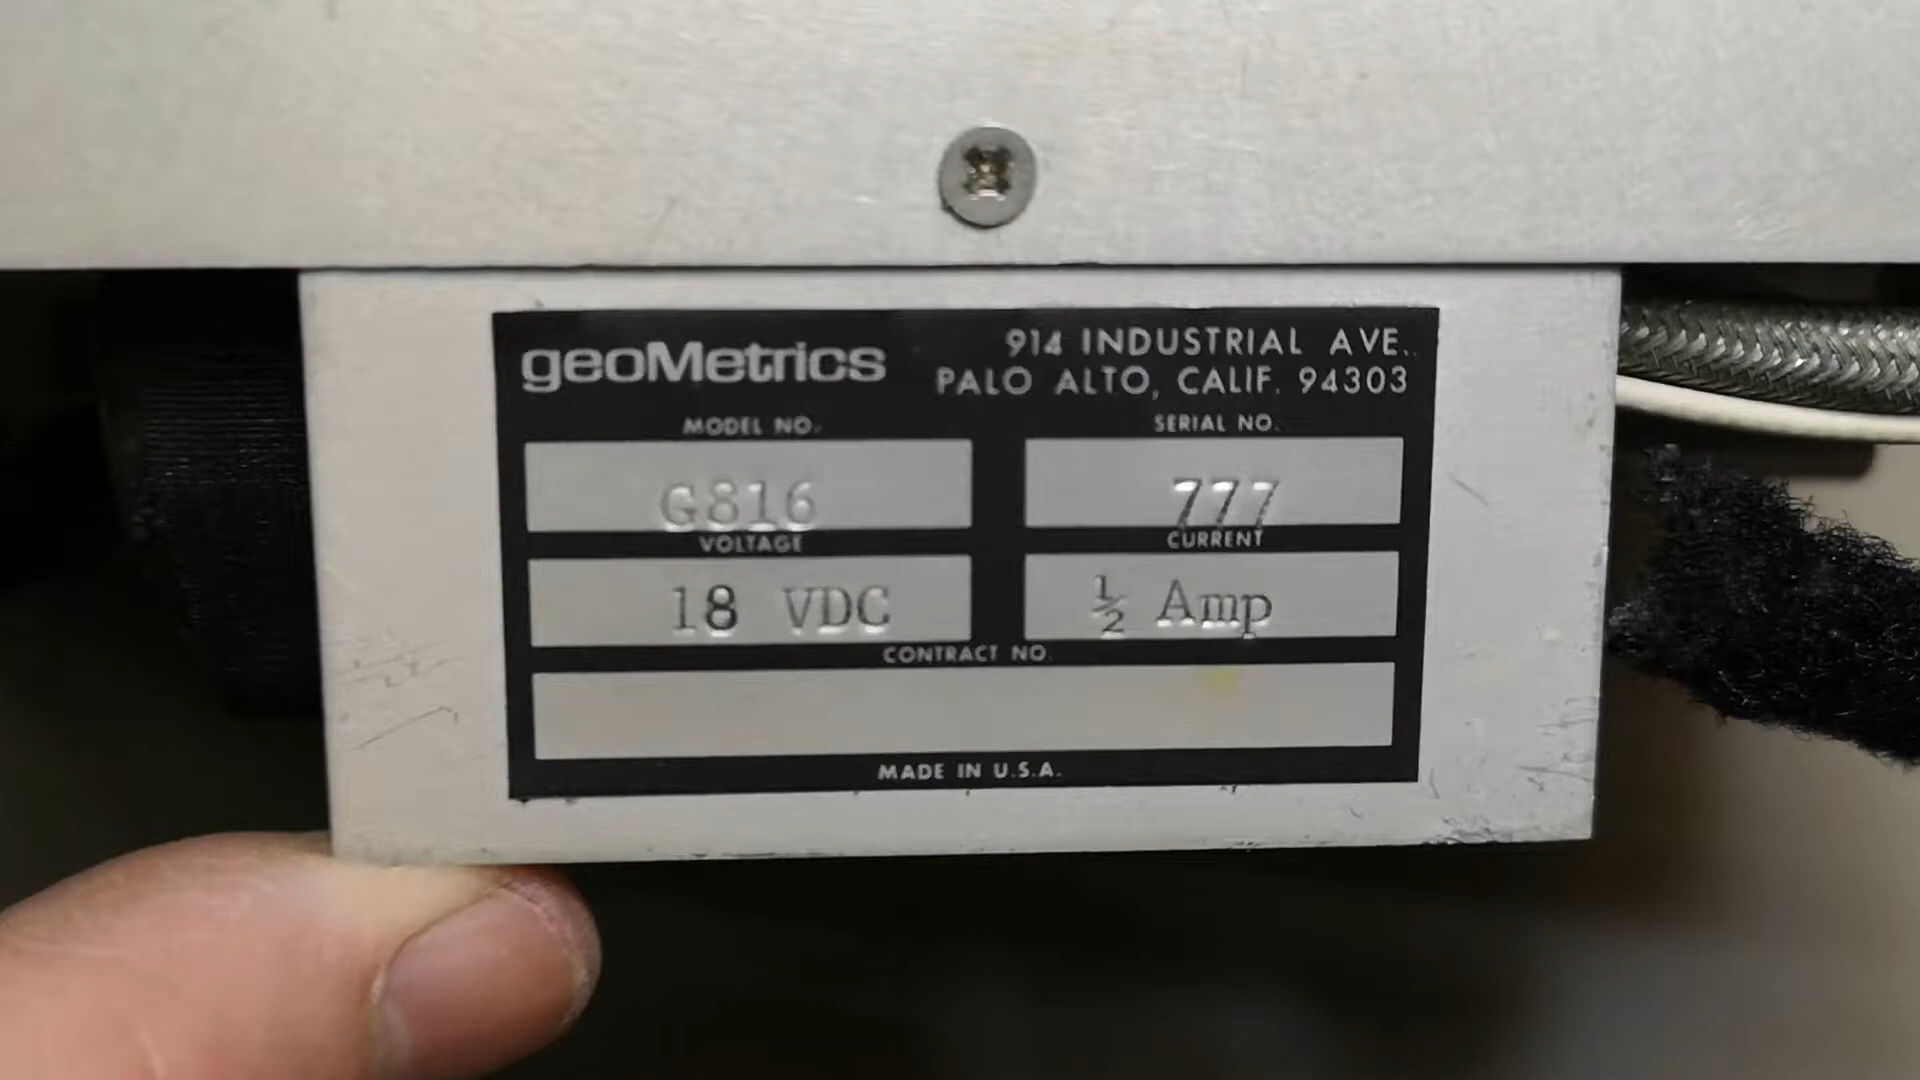 geoMetrics
914 INDUSTRIAL AVE.
PALO ALTO, CALIF. 94303
MODEL NO.
SERIAL NO.
G816
777
VOLTAGE
CURRENT
18 VDC
½ Amp
CONTRACT NO.
MADE IN U.S.A.